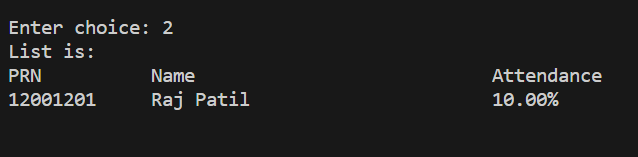 Enter choice: 2
List is:
PRN Name Attendance
12001201 Raj Patil 10.00%